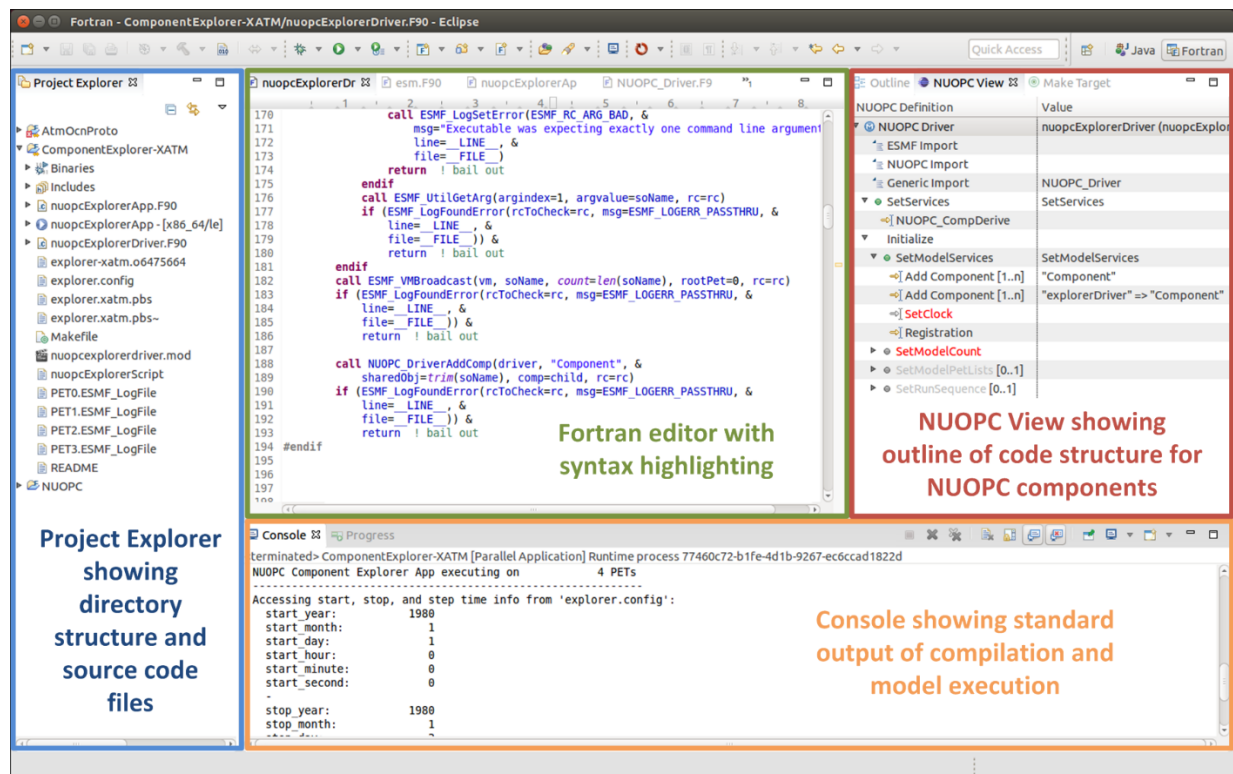 Fortran - ComponentExplorer-XATM/nuopcExplorerDriver.F90 - Eclipse
Quick Access
Java
Fortran
Project Explorer
AtmOcnProto
ComponentExplorer-XATM
Binaries
Includes
nuopcExplorerApp.F90
nuopcExplorerApp - [x86_64/le]
nuopcExplorerDriver.F90
explorer-xatm.o6475664
explorer.config
explorer.xatm.pbs
explorer.xatm.pbs~
Makefile
nuopcexplorerdriver.mod
nuopcExplorerScript
PET0.ESMF_LogFile
PET1.ESMF_LogFile
PET2.ESMF_LogFile
PET3.ESMF_LogFile
README
NUOPC
Project Explorer
showing
directory
structure and
source code
files
nuopcExplorerDr esm.F90 nuopcExplorerAp NUOPC_Driver.F9 "1
1 2 3 4 5 6 7 8
170 call ESMF_LogSetError(ESMF_RC_ARG_BAD, &
171 msg="Executable was expecting exactly one command line argument
172 line=__LINE__, &
173 file=__FILE__)
174 return ! bail out
175 endif
176 call ESMF_UtilGetArg(argindex=1, argvalue=soName, rc=rc)
177 if (ESMF_LogFoundError(rcToCheck=rc, msg=ESMF_LOGERR_PASSTHRU, &
178 line=__LINE__, &
179 file=__FILE__)) &
180 return ! bail out
181 endif
182 call ESMF_VMBroadcast(vm, soName, count=len(soName), rootPet=0, rc=rc)
183 if (ESMF_LogFoundError(rcToCheck=rc, msg=ESMF_LOGERR_PASSTHRU, &
184 line=__LINE__, &
185 file=__FILE__)) &
186 return ! bail out
187
188 call NUOPC_DriverAddComp(driver, "Component", &
189 sharedObj=trim(soName), comp=child, rc=rc)
190 if (ESMF_LogFoundError(rcToCheck=rc, msg=ESMF_LOGERR_PASSTHRU, &
191 line=__LINE__, &
192 file=__FILE__)) &
193 return ! bail out
194 #endif
195
196
197
198
Fortran editor with
syntax highlighting
Outline NUOPC View Make Target
NUOPC Definition Value
NUOPC Driver nuopcExplorerDriver (nuopcExplor
ESMF Import
NUOPC Import
Generic Import NUOPC_Driver
SetServices SetServices
NUOPC_CompDerive
Initialize
SetModelServices SetModelServices
Add Component [1..n] "Component"
Add Component [1..n] "explorerDriver" => "Component"
SetClock
Registration
SetModelCount
SetModelPetLists [0..1]
SetRunSequence [0..1]
NUOPC View showing
outline of code structure for
NUOPC components
Console Progress
terminated> ComponentExplorer-XATM [Parallel Application] Runtime process 77460c72-b1fe-4d1b-9267-ec6ccad1822d
NUOPC Component Explorer App executing on 4 PETs
------------------------------------------------------------
Accessing start, stop, and step time info from 'explorer.config':
start_year: 1980
start_month: 1
start_day: 1
start_hour: 0
start_minute: 0
start_second: 0
-
stop_year: 1980
stop_month: 1
Console showing standard
output of compilation and
model execution